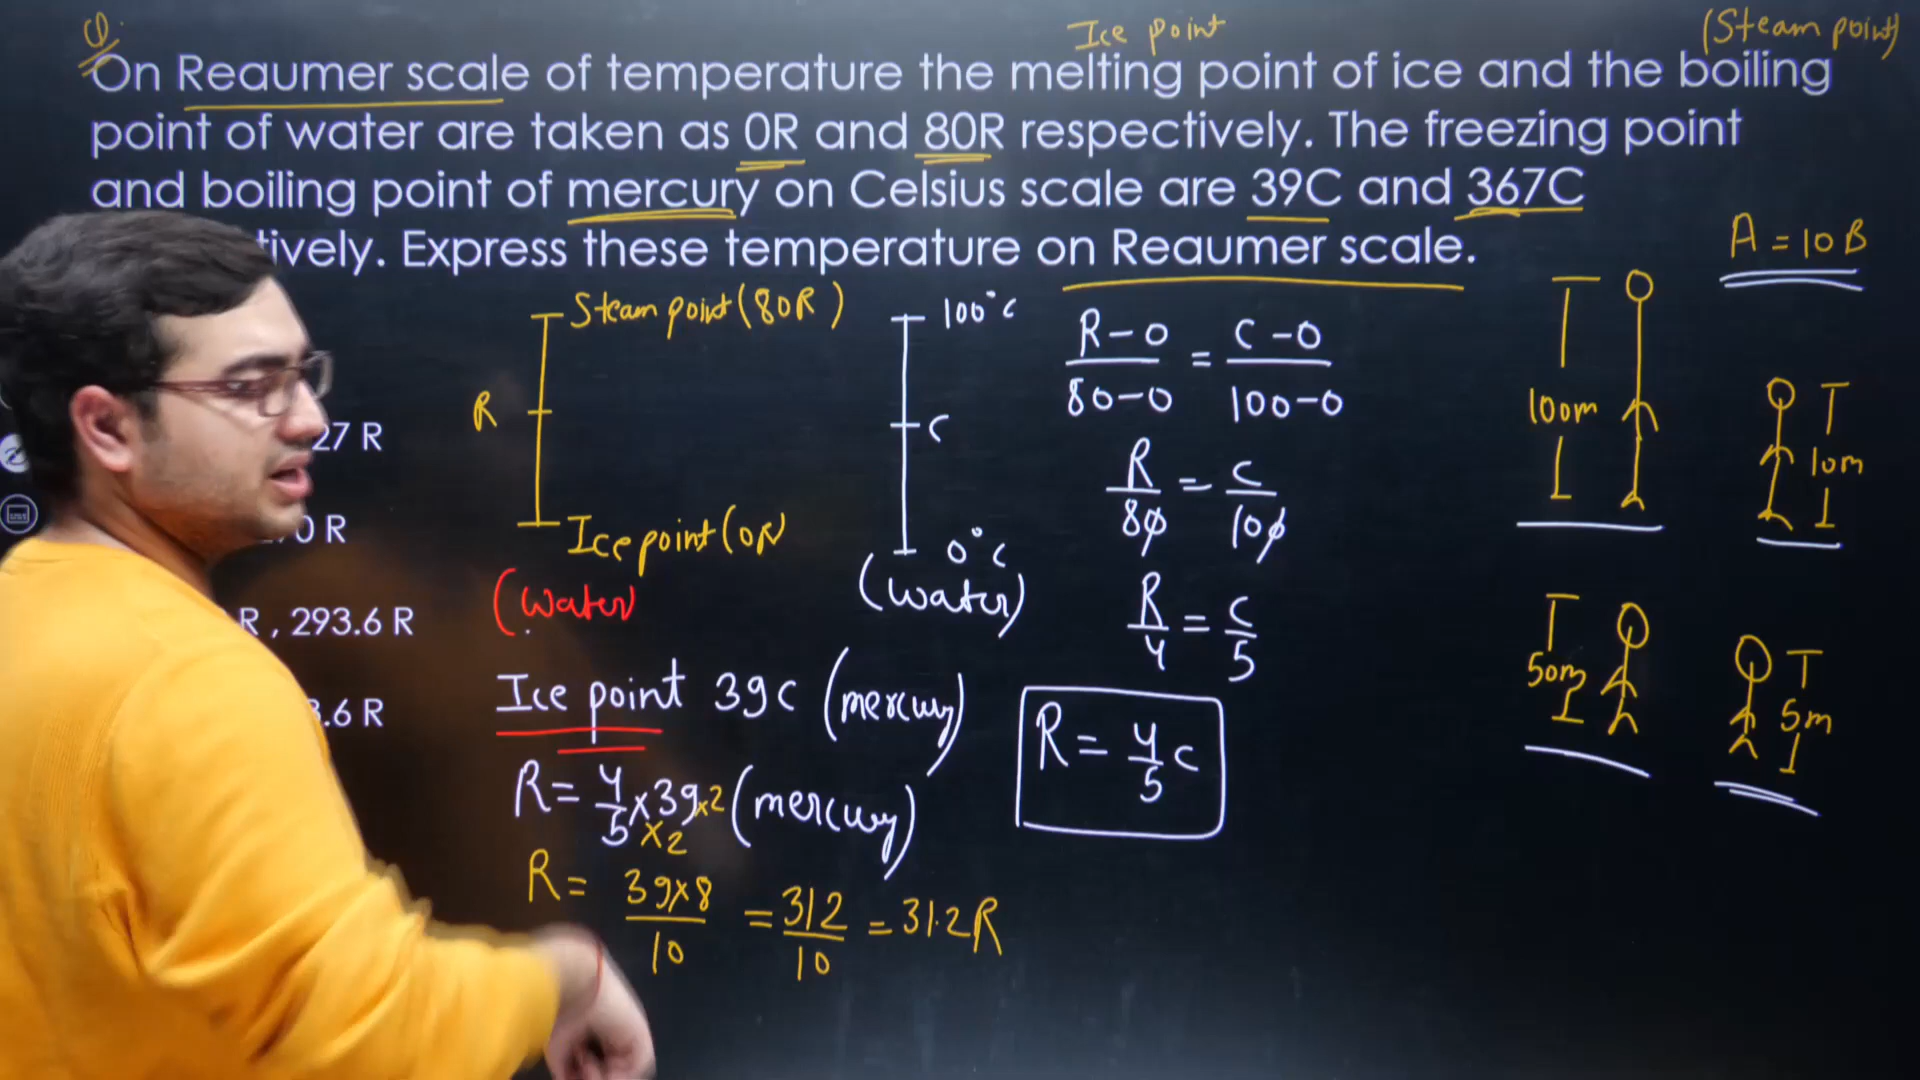 Q.
Ice point
(Steam point)
On Reaumer scale of temperature the melting point of ice and the boiling
point of water are taken as 0R and 80R respectively. The freezing point
and boiling point of mercury on Celsius scale are 39C and 367C
tively. Express these temperature on Reaumer scale.
27 R
0 R
R , 293.6 R
.6 R
Steam point (80R)
R
Ice point (0R
(water
100°C
C
0°C
(water)
R-0/80-0 = C-0/100-0
R/80 = C/100
R/4 = C/5
R = 4/5 C
Ice point 39C (mercury)
R = 4/5 x 39 x2 (mercury)
x2
R = 39x8/10 = 312/10 = 31.2R
A = 10B
100m
10m
50m
5m